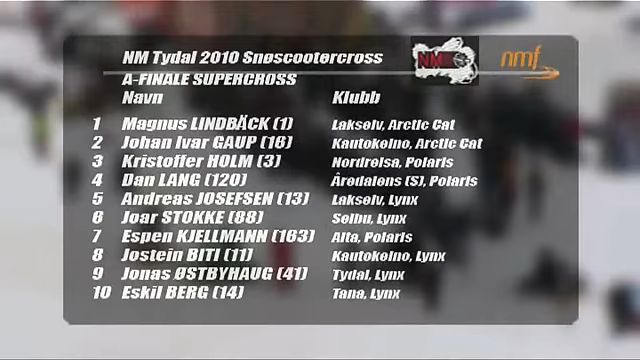 NM Tydal 2010 Snøscootercross
NM
nmf
A-FINALE SUPERCROSS
Navn Klubb
1 Magnus LINDBÄCK (1) Lakselv, Arctic Cat
2 Johan Ivar GAUP (16) Kautokeino, Arctic Cat
3 Kristoffer HOLM (3) Nordreisa, Polaris
4 Dan LANG (120) Åredalens (S), Polaris
5 Andreas JOSEFSEN (13) Lakselv, Lynx
6 Joar STOKKE (88) Selbu, Lynx
7 Espen KJELLMANN (163) Alta, Polaris
8 Jostein BITI (11) Kautokeino, Lynx
9 Jonas ØSTBYHAUG (41) Tydal, Lynx
10 Eskil BERG (14) Tana, Lynx